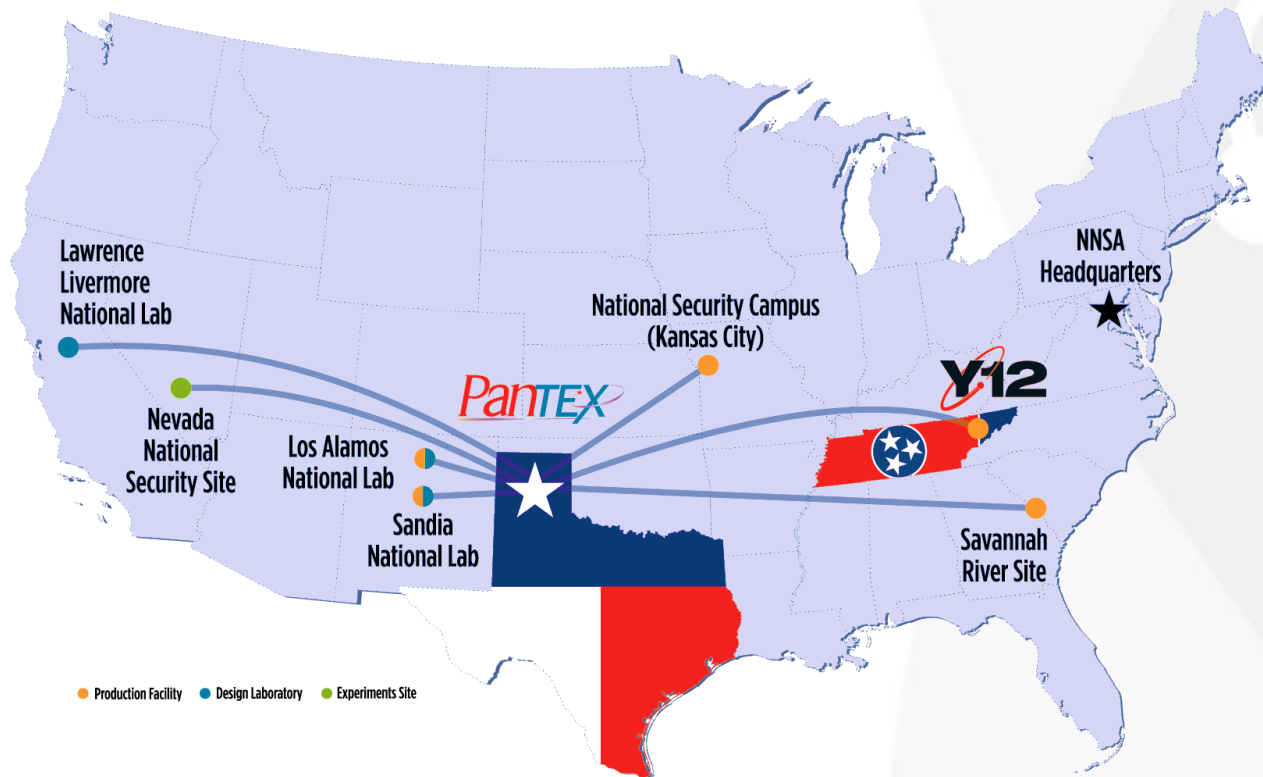 Lawrence
Livermore
National Lab
Nevada
National
Security Site
Los Alamos
National Lab
Sandia
National Lab
PanTEX
National Security Campus
(Kansas City)
Y12
NNSA
Headquarters
Savannah
River Site
Production Facility
Design Laboratory
Experiments Site